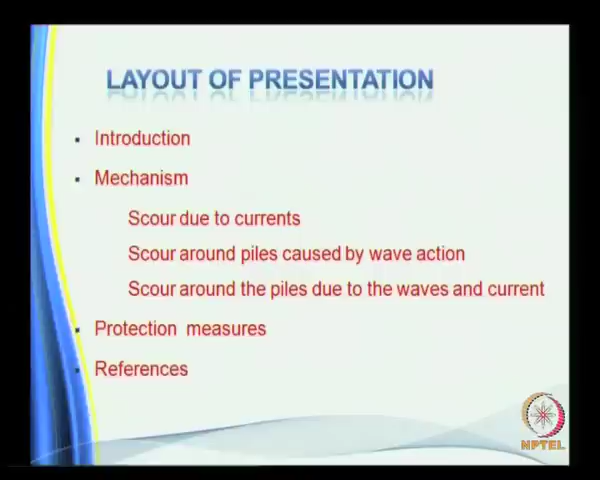 LAYOUT OF PRESENTATION
Introduction
Mechanism
Scour due to currents
Scour around piles caused by wave action
Scour around the piles due to the waves and current
Protection measures
References
NPTEL